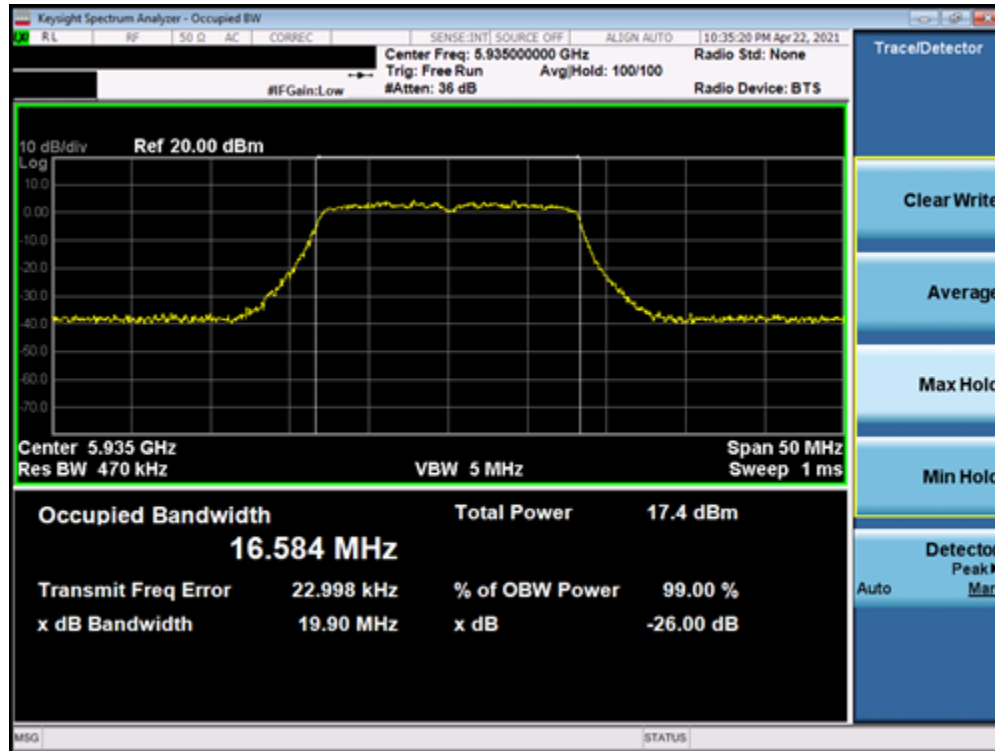 Keysight Spectrum Analyzer - Occupied BW
RL RF 50 Ω AC CORREC SENSE:INT SOURCE OFF ALIGN AUTO 10:35:20 PM Apr 22, 2021
Center Freq: 5.935000000 GHz Radio Std: None
Trig: Free Run Avg|Hold: 100/100
#IFGain:Low #Atten: 36 dB Radio Device: BTS
Trace/Detector
10 dB/div Ref 20.00 dBm
Log
10.0
0.00
-10.0
-20.0
-30.0
-40.0
-50.0
-60.0
-70.0
Center 5.935 GHz Span 50 MHz
Res BW 470 kHz VBW 5 MHz Sweep 1 ms
Occupied Bandwidth Total Power 17.4 dBm
16.584 MHz
Transmit Freq Error 22.998 kHz % of OBW Power 99.00 %
x dB Bandwidth 19.90 MHz x dB -26.00 dB
Clear Write
Average
Max Hold
Min Hold
Detector
Peak
Auto Man
MSG STATUS